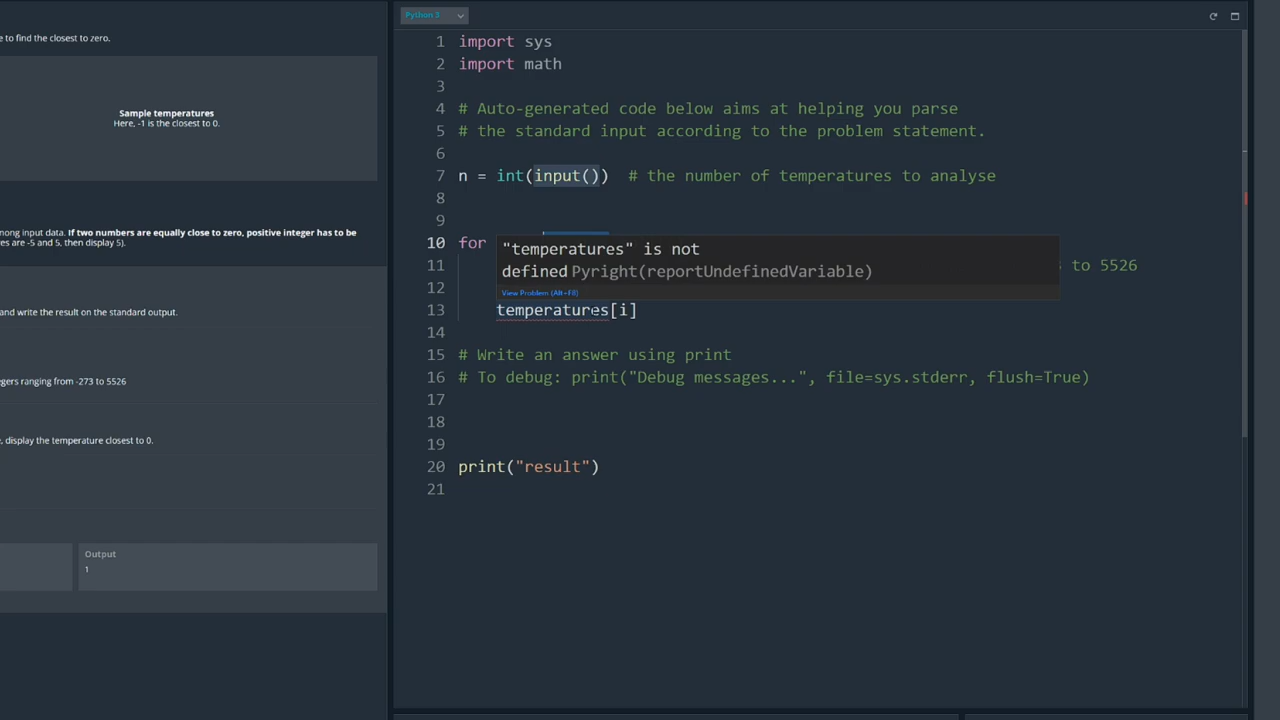 e to find the closest to zero.
Sample temperatures
Here, -1 is the closest to 0.
mong input data. If two numbers are equally close to zero, positive integer has to be
res are -5 and 5, then display 5).
and write the result on the standard output.
egers ranging from -273 to 5526
e, display the temperature closest to 0.
Output
1
Python 3
1 import sys
2 import math
3
4 # Auto-generated code below aims at helping you parse
5 # the standard input according to the problem statement.
6
7 n = int(input())  # the number of temperatures to analyse
8
9
10 for
"temperatures" is not
defined Pyright(reportUndefinedVariable)
View Problem (Alt+F8)
11 to 5526
12
13 temperatures[i]
14
15 # Write an answer using print
16 # To debug: print("Debug messages...", file=sys.stderr, flush=True)
17
18
19
20 print("result")
21